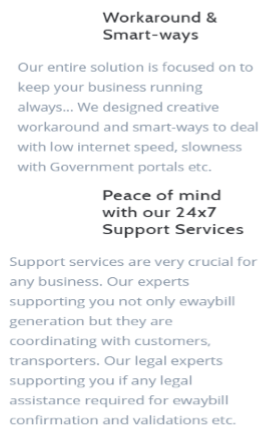 Workaround &
Smart-ways
Our entire solution is focused on to
keep your business running
always... We designed creative
workaround and smart-ways to deal
with low internet speed, slowness
with Government portals etc.
Peace of mind
with our 24x7
Support Services
Support services are very crucial for
any business. Our experts
supporting you not only ewaybill
generation but they are
coordinating with customers,
transporters. Our legal experts
supporting you if any legal
assistance required for ewaybill
confirmation and validations etc.